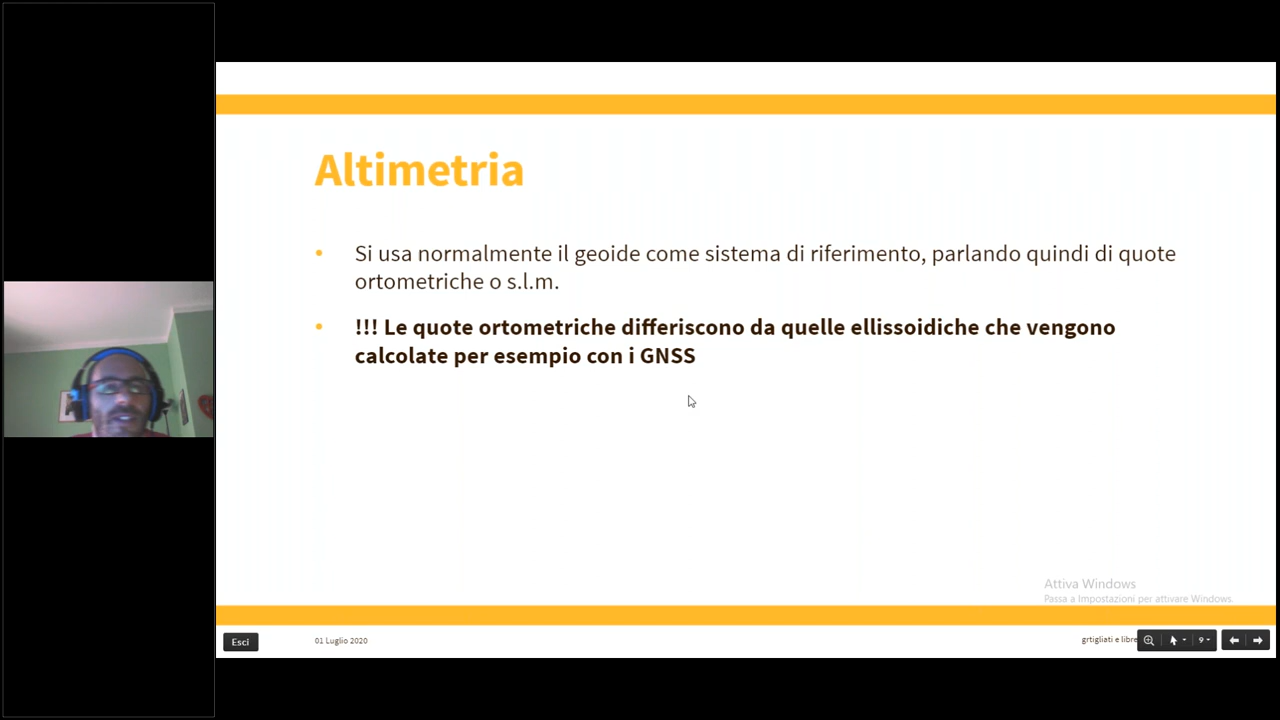 Altimetria
• Si usa normalmente il geoide come sistema di riferimento, parlando quindi di quote
ortometriche o s.l.m.
• !!! Le quote ortometriche differiscono da quelle ellissoidiche che vengono
calcolate per esempio con i GNSS
Attiva Windows
Passa a Impostazioni per attivare Windows.
Esci
01 Luglio 2020
grtigliati e libre
9